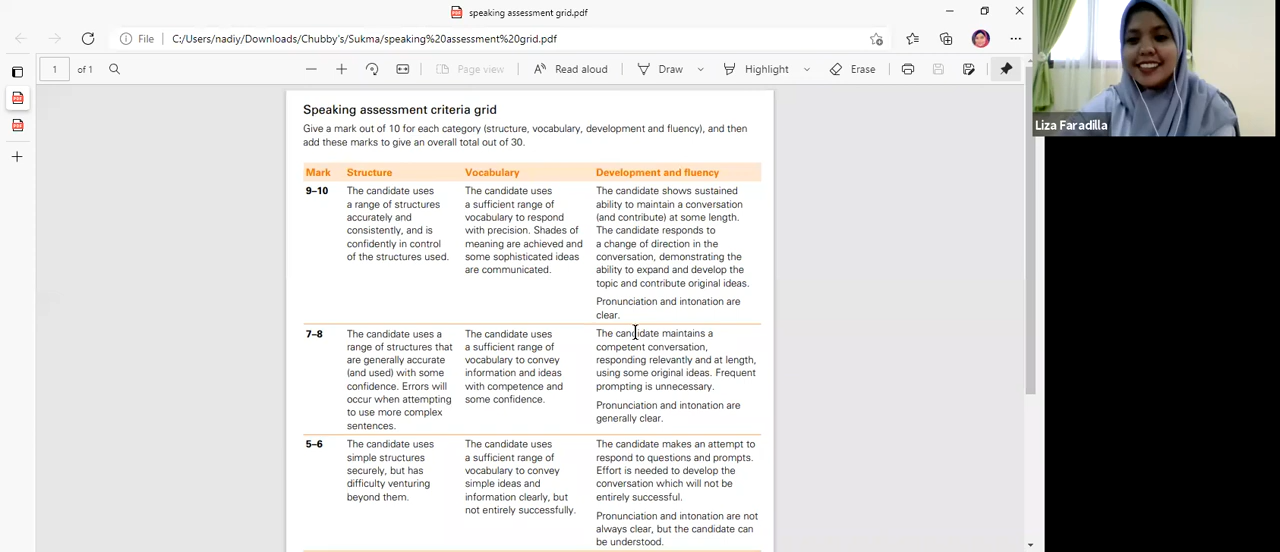 speaking assessment grid.pdf
File C:/Users/nadiy/Downloads/Chubby's/Sukma/speaking%20assessment%20grid.pdf
1 of 1 Page view Read aloud Draw Highlight Erase
Liza Faradilla
Speaking assessment criteria grid
Give a mark out of 10 for each category (structure, vocabulary, development and fluency), and then
add these marks to give an overall total out of 30.
Mark Structure Vocabulary Development and fluency
9–10
The candidate uses
a range of structures
accurately and
consistently, and is
confidently in control
of the structures used.
The candidate uses
a sufficient range of
vocabulary to respond
with precision. Shades of
meaning are achieved and
some sophisticated ideas
are communicated.
The candidate shows sustained
ability to maintain a conversation
(and contribute) at some length.
The candidate responds to
a change of direction in the
conversation, demonstrating the
ability to expand and develop the
topic and contribute original ideas.
Pronunciation and intonation are
clear.
7–8
The candidate uses a
range of structures that
are generally accurate
(and used) with some
confidence. Errors will
occur when attempting
to use more complex
sentences.
The candidate uses
a sufficient range of
vocabulary to convey
information and ideas
with competence and
some confidence.
The candidate maintains a
competent conversation,
responding relevantly and at length,
using some original ideas. Frequent
prompting is unnecessary.
Pronunciation and intonation are
generally clear.
5–6
The candidate uses
simple structures
securely, but has
difficulty venturing
beyond them.
The candidate uses
a sufficient range of
vocabulary to convey
simple ideas and
information clearly, but
not entirely successfully.
The candidate makes an attempt to
respond to questions and prompts.
Effort is needed to develop the
conversation which will not be
entirely successful.
Pronunciation and intonation are not
always clear, but the candidate can
be understood.